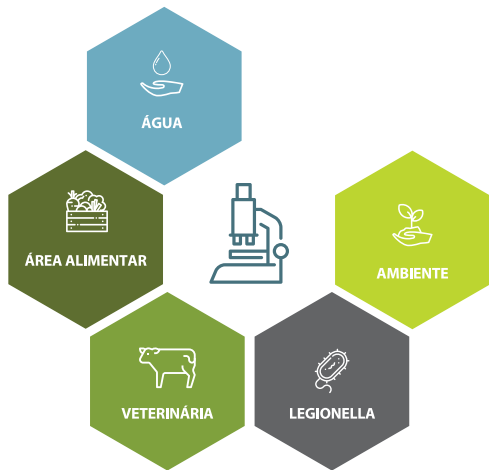 ÁGUA
ÁREA ALIMENTAR
AMBIENTE
VETERINÁRIA
LEGIONELLA